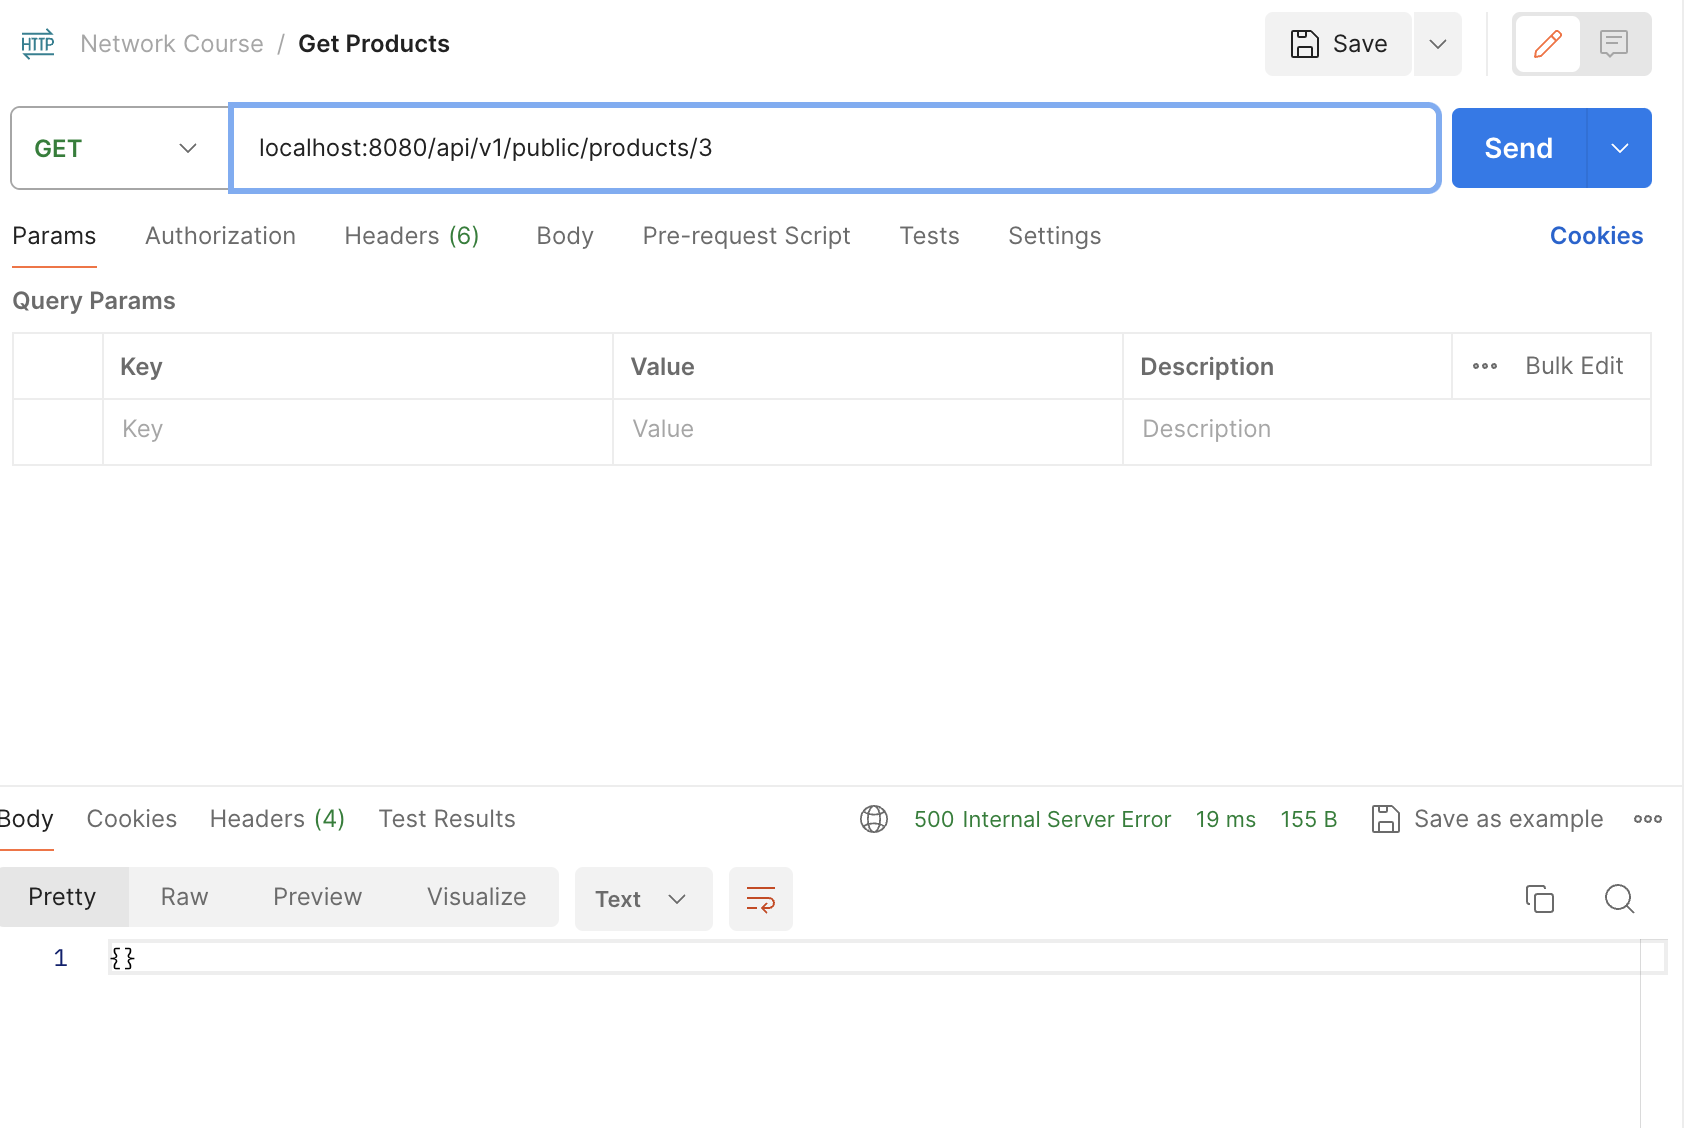 HTTP Network Course / Get Products Save
GET localhost:8080/api/v1/public/products/3 Send
Params Authorization Headers (6) Body Pre-request Script Tests Settings Cookies
Query Params
Key Value Description ooo Bulk Edit
Key Value Description
Body Cookies Headers (4) Test Results 500 Internal Server Error 19 ms 155 B Save as example ooo
Pretty Raw Preview Visualize Text
1 {}